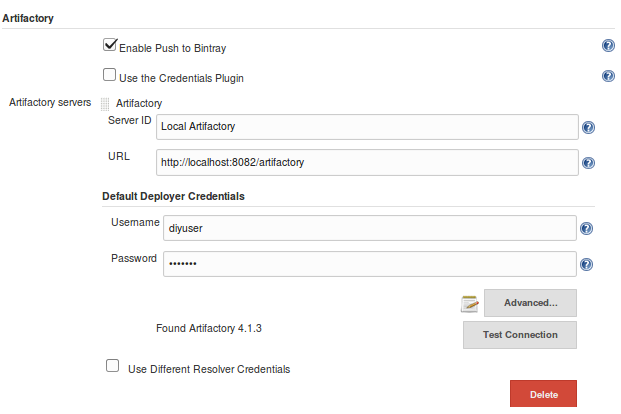 Artifactory
Enable Push to Bintray
Use the Credentials Plugin
Artifactory servers
Artifactory
Server ID
Local Artifactory
URL
http://localhost:8082/artifactory
Default Deployer Credentials
Username
diyuser
Password
•••••••
Advanced...
Found Artifactory 4.1.3
Test Connection
Use Different Resolver Credentials
Delete